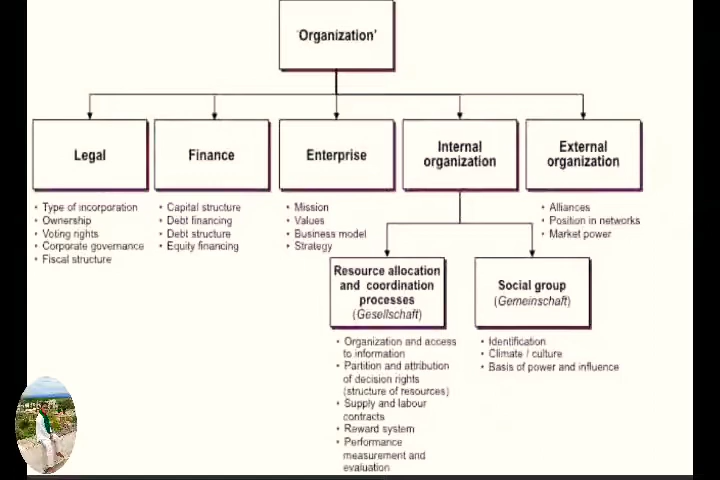 'Organization'
Legal
Finance
Enterprise
Internal
organization
External
organization
• Type of incorporation
• Ownership
• Voting rights
• Corporate governance
• Fiscal structure
• Capital structure
• Debt financing
• Debt structure
• Equity financing
• Mission
• Values
• Business model
• Strategy
• Alliances
• Position in networks
• Market power
Resource allocation
and coordination
processes
(Gesellschaft)
Social group
(Gemeinschaft)
• Organization and access
to information
• Partition and attribution
of decision rights
(structure of resources)
• Supply and labour
contracts
• Reward system
• Performance
measurement and
evaluation
• Identification
• Climate / culture
• Basis of power and influence